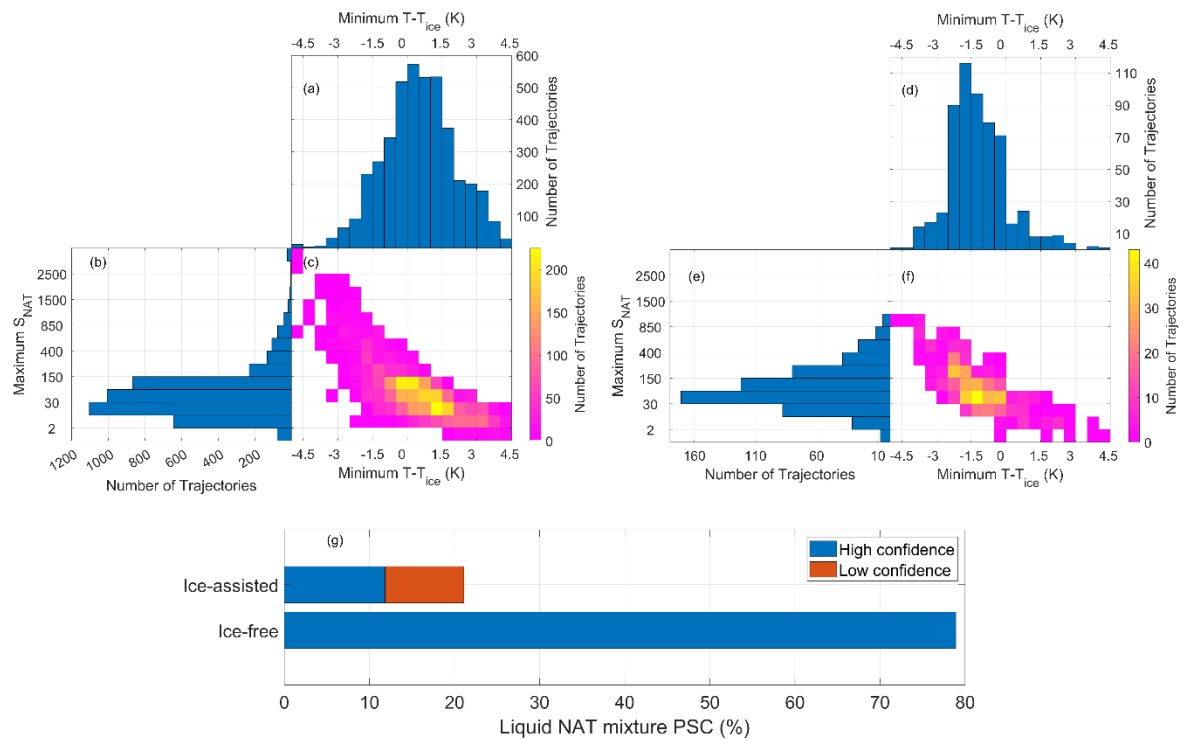 Minimum T-Tice (K)
-4.5 -3 -1.5 0 1.5 3 4.5
(a)
600
500
400
300
200
100
Number of Trajectories
Minimum T-Tice (K)
-4.5 -3 -1.5 0 1.5 3 4.5
(d)
110
90
70
50
30
10
Number of Trajectories
(b)
2500
1500
850
400
150
30
2
Maximum SNAT
1200 1000 800 600 400 200
Number of Trajectories
(c)
-4.5 -3 -1.5 0 1.5 3 4.5
Minimum T-Tice (K)
200
150
100
50
0
Number of Trajectories
(e)
2500
1500
850
400
150
30
2
Maximum SNAT
160 110 60 10
Number of Trajectories
(f)
-4.5 -3 -1.5 0 1.5 3 4.5
Minimum T-Tice (K)
40
30
20
10
0
Number of Trajectories
(g)
High confidence
Low confidence
Ice-assisted
Ice-free
0 10 20 30 40 50 60 70 80
Liquid NAT mixture PSC (%)